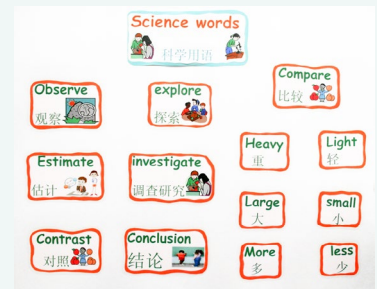 Science words
科学用语
Observe
观察
explore
探索
Compare
比较
Estimate
估计
investigate
调查研究
Heavy
重
Light
轻
Large
大
small
小
Contrast
对照
Conclusion
结论
More
多
less
少